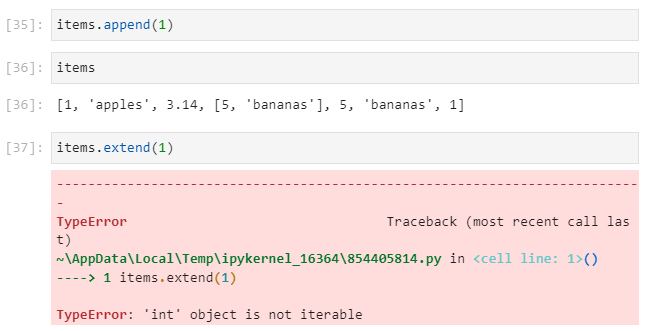 [35]: items.append(1)
[36]: items
[36]: [1, 'apples', 3.14, [5, 'bananas'], 5, 'bananas', 1]
[37]: items.extend(1)
---------------------------------------------------------------------------
-
TypeError                                 Traceback (most recent call las
t)
~\AppData\Local\Temp\ipykernel_16364\854405814.py in <cell line: 1>()
----> 1 items.extend(1)
TypeError: 'int' object is not iterable